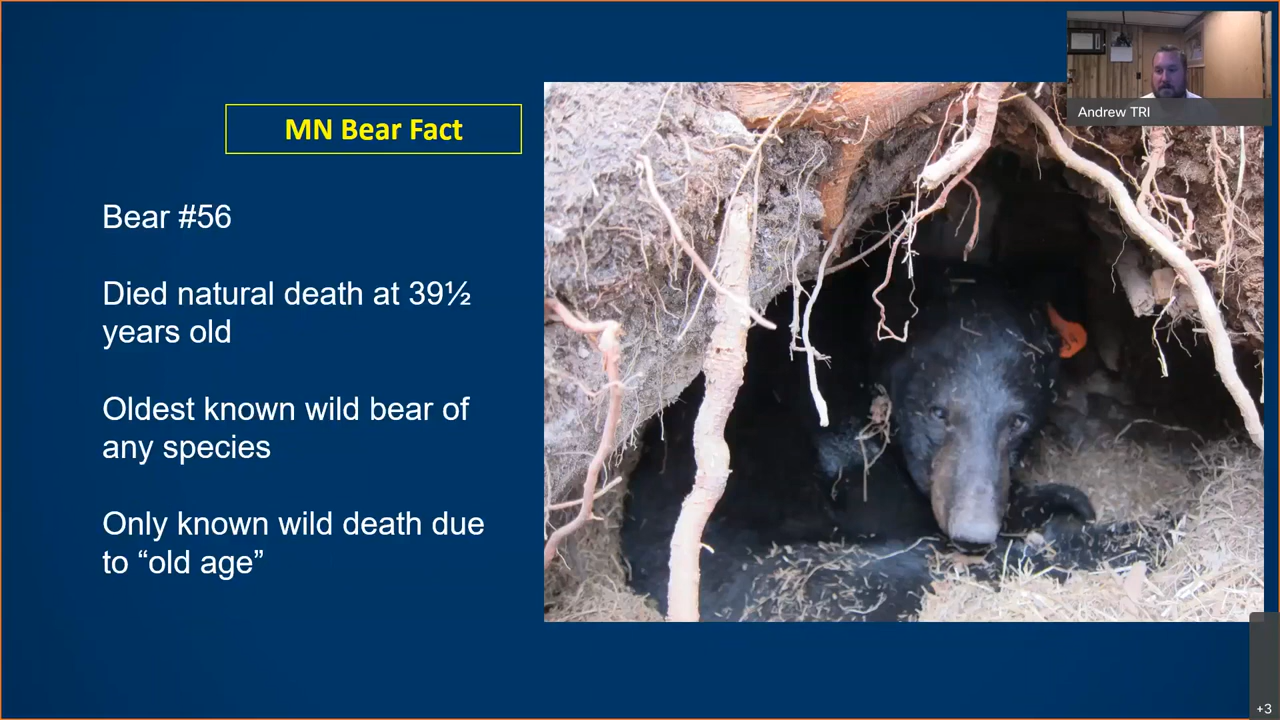 MN Bear Fact
Andrew TRI
Bear #56
Died natural death at 39½
years old
Oldest known wild bear of
any species
Only known wild death due
to “old age”
+3